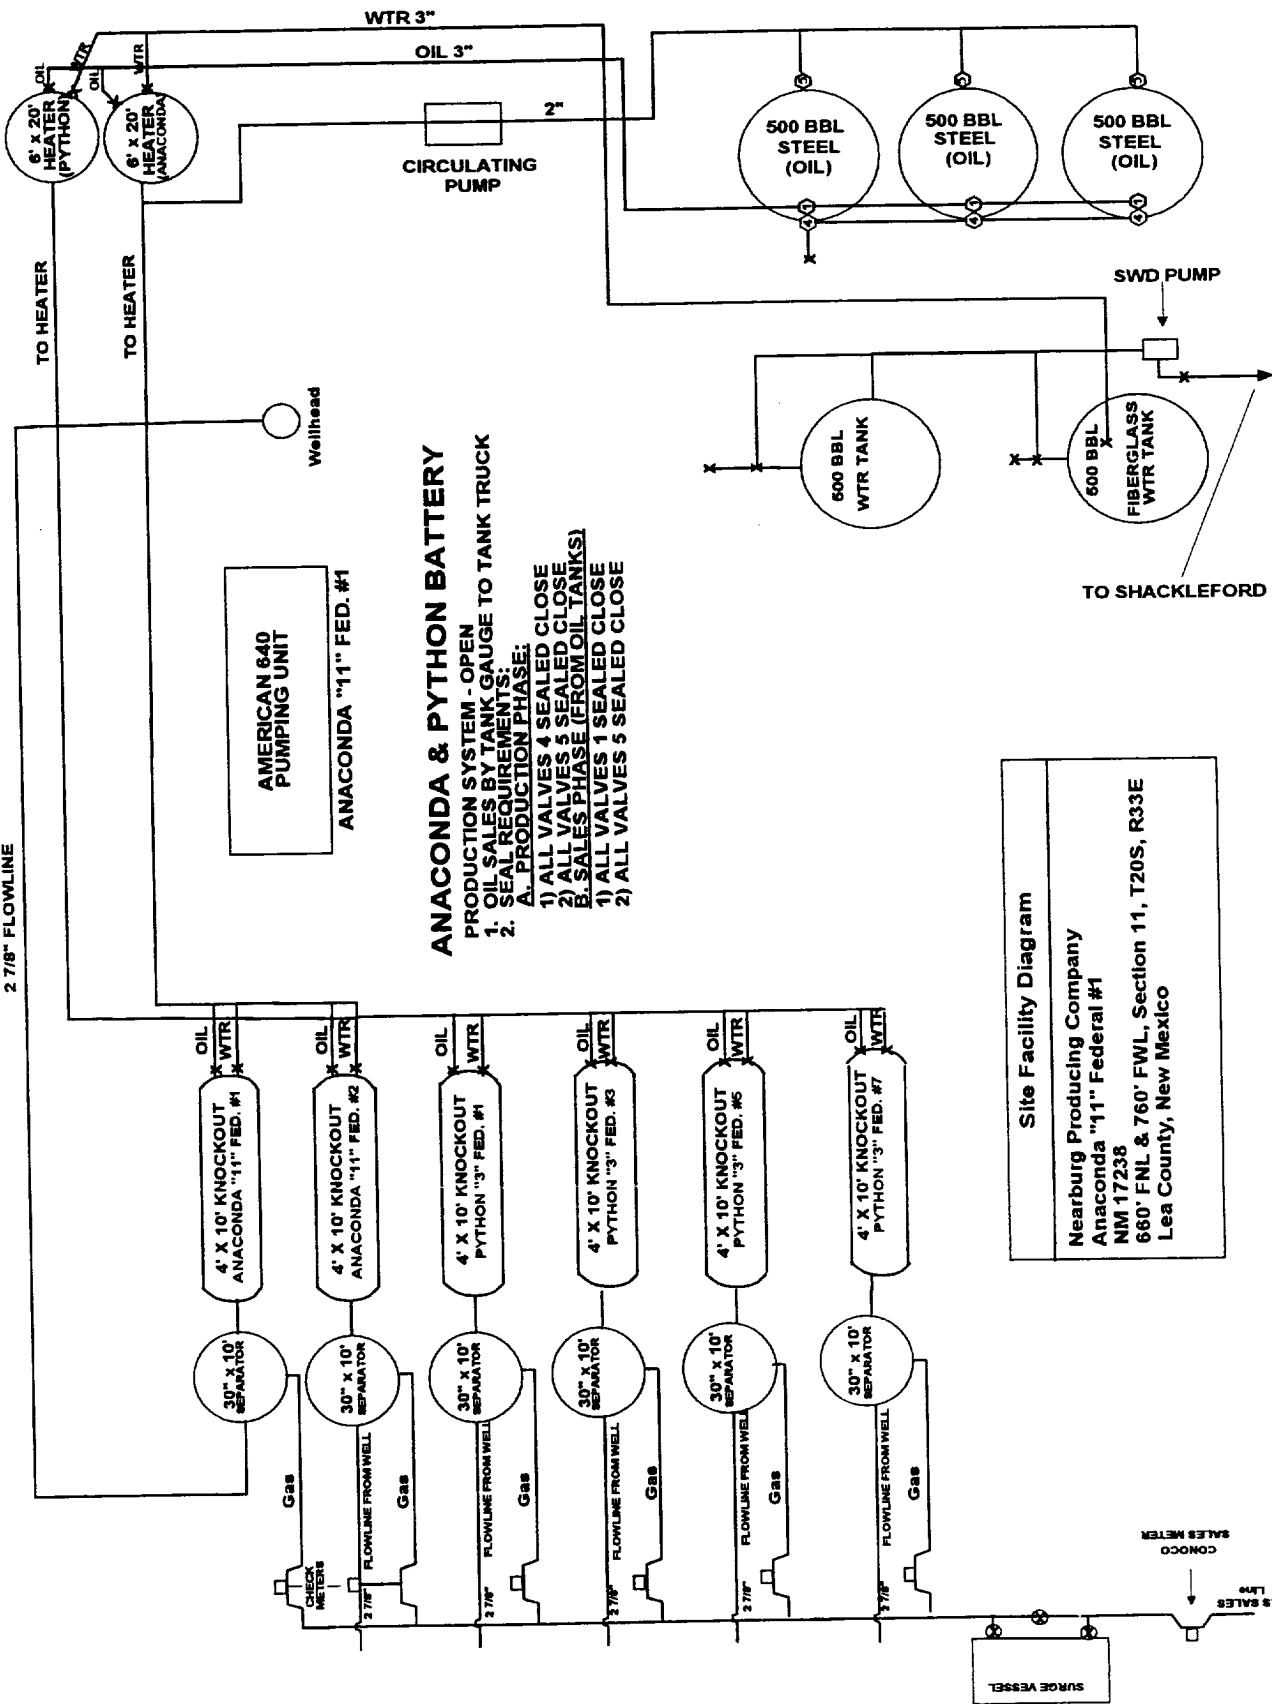 WTR 3"
OIL 3"
OIL
WTR
OIL
WTR
6' x 20'
HEATER
(PYTHON)
6' x 20'
HEATER
(ANACONDA)
2"
CIRCULATING
PUMP
500 BBL
STEEL
(OIL)
500 BBL
STEEL
(OIL)
500 BBL
STEEL
(OIL)
5
5
5
1
1
1
4
4
4
TO HEATER
TO HEATER
SWD PUMP
Wellhead
500 BBL
WTR TANK
500 BBL
FIBERGLASS
WTR TANK
TO SHACKLEFORD
2 7/8" FLOWLINE
AMERICAN 640
PUMPING UNIT
ANACONDA "11" FED. #1
ANACONDA & PYTHON BATTERY
PRODUCTION SYSTEM - OPEN
1. OIL SALES BY TANK GAUGE TO TANK TRUCK
2. SEAL REQUIREMENTS:
A. PRODUCTION PHASE:
1) ALL VALVES 4 SEALED CLOSE
2) ALL VALVES 5 SEALED CLOSE
B. SALES PHASE (FROM OIL TANKS)
1) ALL VALVES 1 SEALED CLOSE
2) ALL VALVES 5 SEALED CLOSE
OIL
WTR
OIL
WTR
OIL
WTR
OIL
WTR
OIL
WTR
OIL
WTR
4' X 10' KNOCKOUT
ANACONDA "11" FED. #1
4' X 10' KNOCKOUT
ANACONDA "11" FED. #2
4' X 10' KNOCKOUT
PYTHON "3" FED. #1
4' X 10' KNOCKOUT
PYTHON "3" FED. #3
4' X 10' KNOCKOUT
PYTHON "3" FED. #5
4' X 10' KNOCKOUT
PYTHON "3" FED. #7
30" x 10'
SEPARATOR
30" x 10'
SEPARATOR
30" x 10'
SEPARATOR
30" x 10'
SEPARATOR
30" x 10'
SEPARATOR
30" x 10'
SEPARATOR
Gas
CHECK
METERS
2 7/8" FLOWLINE FROM WELL
Gas
2 7/8" FLOWLINE FROM WELL
Gas
2 7/8" FLOWLINE FROM WELL
Gas
2 7/8" FLOWLINE FROM WELL
Gas
2 7/8" FLOWLINE FROM WELL
Gas
Site Facility Diagram
Nearburg Producing Company
Anaconda "11" Federal #1
NM 17238
660' FNL & 760' FWL, Section 11, T20S, R33E
Lea County, New Mexico
CONOCO
SALES METER
SALES
Line
SURGE VESSEL